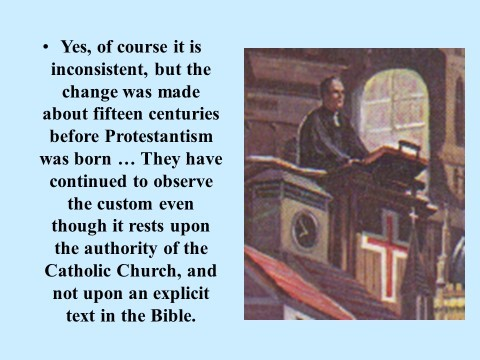 • Yes, of course it is
inconsistent, but the
change was made
about fifteen centuries
before Protestantism
was born … They have
continued to observe
the custom even
though it rests upon
the authority of the
Catholic Church, and
not upon an explicit
text in the Bible.